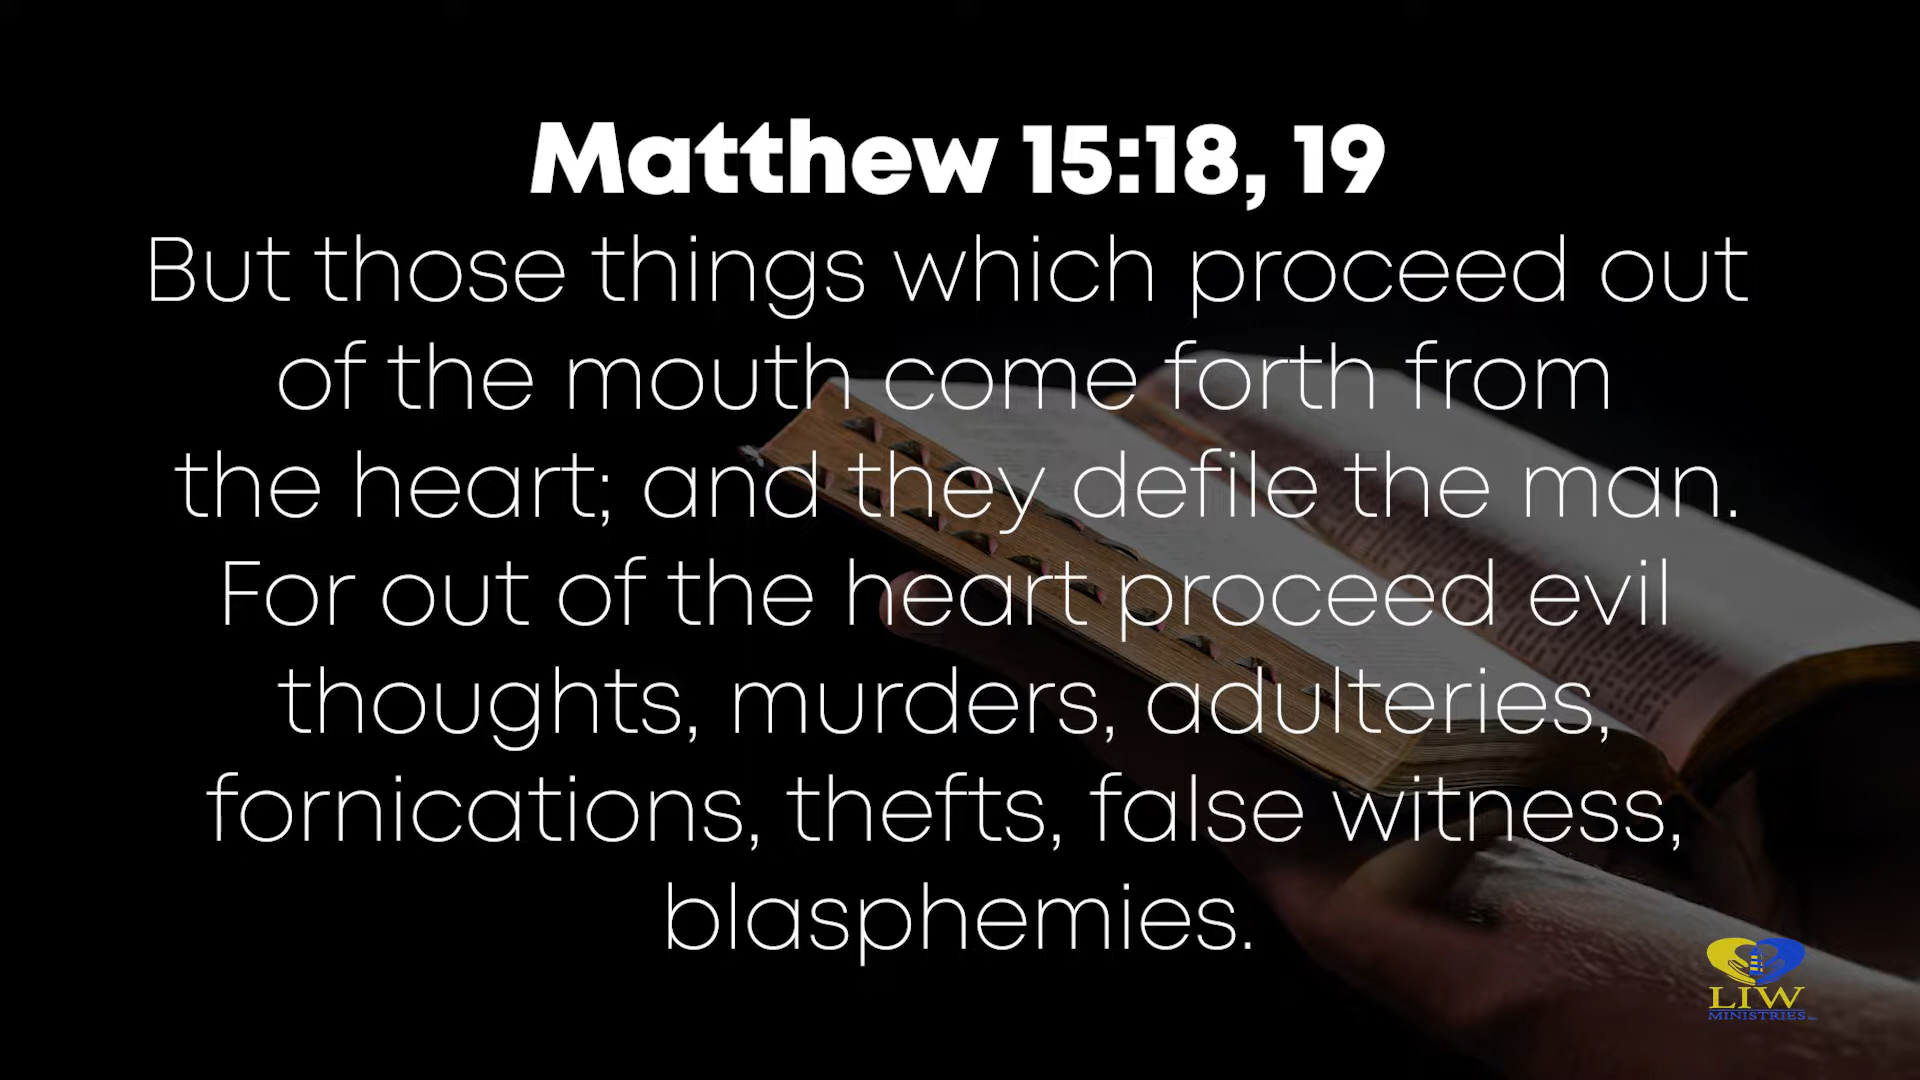 Matthew 15:18, 19
But those things which proceed out
of the mouth come forth from
the heart; and they defile the man.
For out of the heart proceed evil
thoughts, murders, adulteries,
fornications, thefts, false witness,
blasphemies.
LIW
MINISTRIES